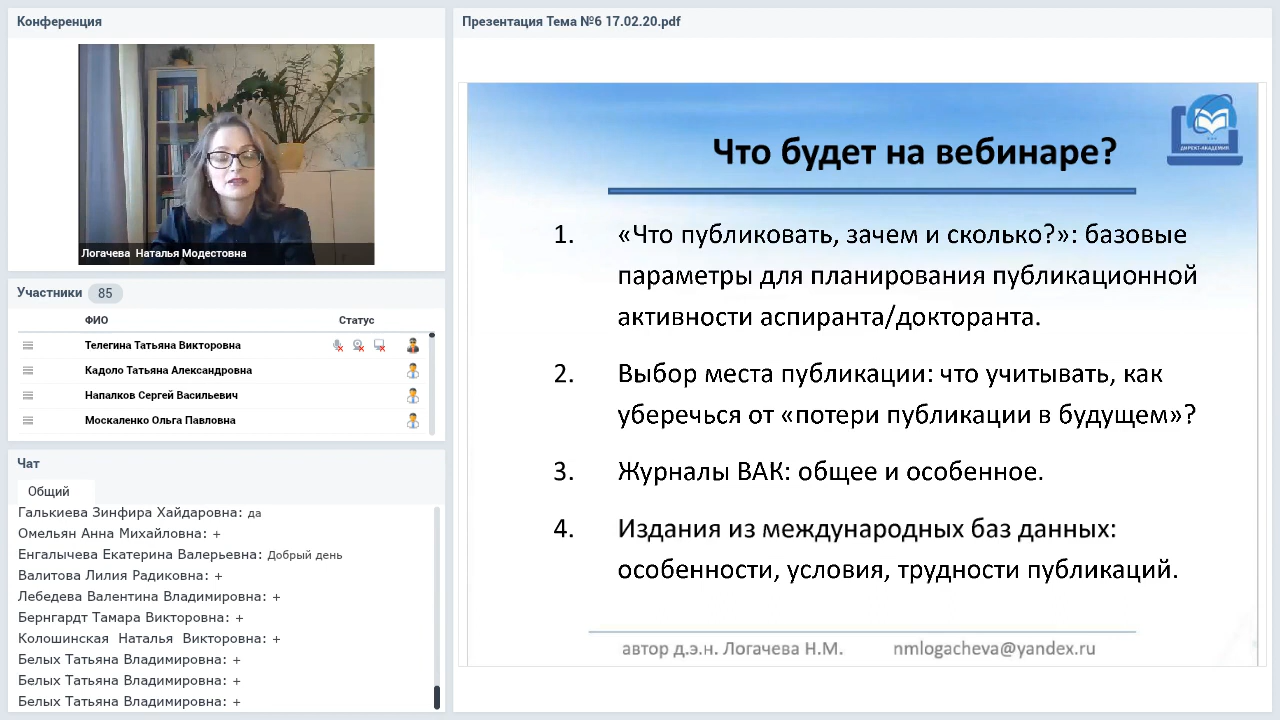 Конференция
Логачева  Наталья Модестовна
Участники 85
ФИО Статус
Телегина Татьяна Викторовна
Кадоло Татьяна Александровна
Напалков Сергей Васильевич
Москаленко Ольга Павловна
Чат
Общий
Галькиева Зинфира Хайдаровна: да
Омельян Анна Михайловна: +
Енгалычева Екатерина Валерьевна: Добрый день
Валитова Лилия Радиковна: +
Лебедева Валентина Владимировна: +
Бернгардт Тамара Викторовна: +
Колошинская  Наталья  Викторовна: +
Белых Татьяна Владимировна: +
Белых Татьяна Владимировна: +
Белых Татьяна Владимировна: +
Презентация Тема №6 17.02.20.pdf
ДИРЕКТ-АКАДЕМИЯ
Что будет на вебинаре?
1. «Что публиковать, зачем и сколько?»: базовые
параметры для планирования публикационной
активности аспиранта/докторанта.
2. Выбор места публикации: что учитывать, как
уберечься от «потери публикации в будущем»?
3. Журналы ВАК: общее и особенное.
4. Издания из международных баз данных:
особенности, условия, трудности публикаций.
автор д.э.н. Логачева Н.М. nmlogacheva@yandex.ru